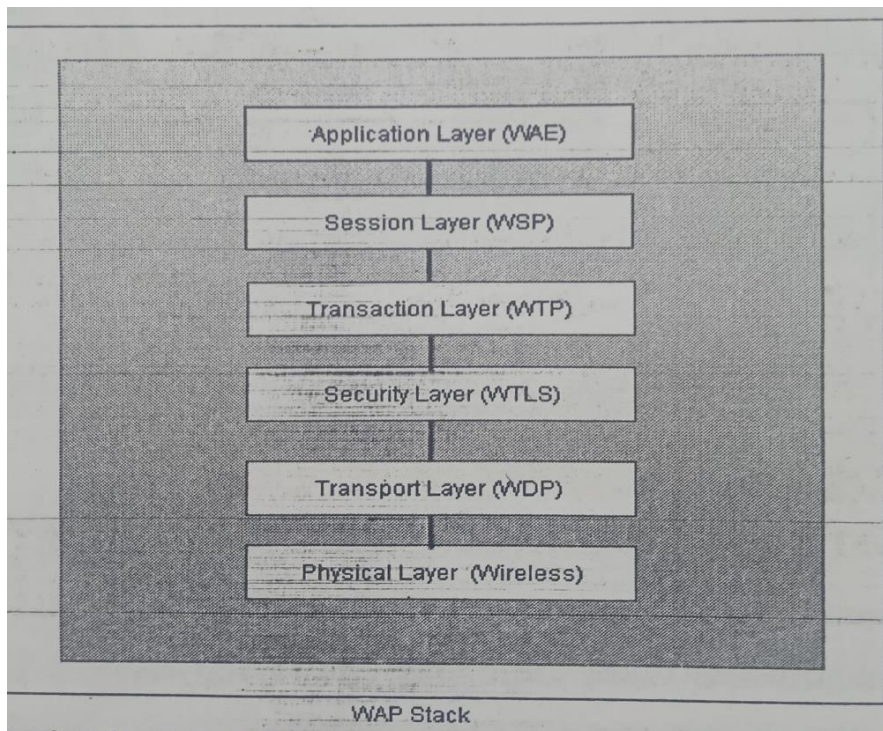 Application Layer (WAE)
Session Layer (WSP)
Transaction Layer (WTP)
Security Layer (WTLS)
Transport Layer (WDP)
Physical Layer (Wireless)
WAP Stack